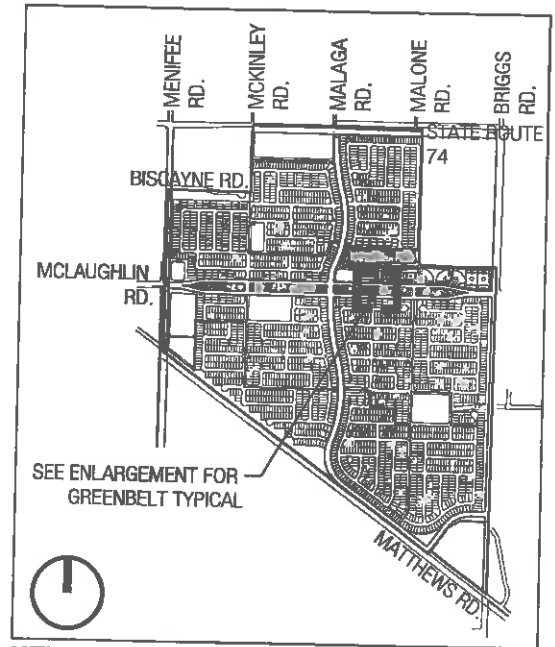 MENIFEE
RD.
MCKINLEY
RD.
MALAGA
RD.
MALONE
RD.
BRIGGS
RD.
STATE ROUTE
74
BISCAYNE RD.
MCLAUGHLIN
RD.
SEE ENLARGEMENT FOR
GREENBELT TYPICAL
MATTHEWS RD.